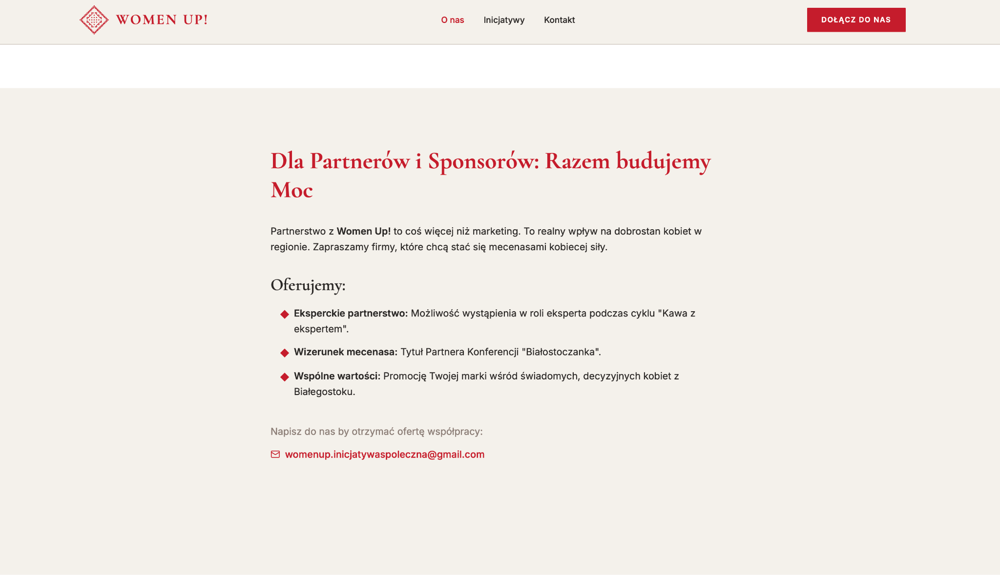 WOMEN UP!
O nas
Inicjatywy
Kontakt
DOŁĄCZ DO NAS
Dla Partnerów i Sponsorów: Razem budujemy
Moc
Partnerstwo z Women Up! to coś więcej niż marketing. To realny wpływ na dobrostan kobiet w
regionie. Zapraszamy firmy, które chcą stać się mecenasami kobiecej siły.
Oferujemy:
Eksperckie partnerstwo: Możliwość wystąpienia w roli eksperta podczas cyklu "Kawa z
ekspertem".
Wizerunek mecenasa: Tytuł Partnera Konferencji "Białostoczanka".
Wspólne wartości: Promocję Twojej marki wśród świadomych, decyzyjnych kobiet z
Białegostoku.
Napisz do nas by otrzymać ofertę współpracy:
womenup.inicjatywaspoleczna@gmail.com